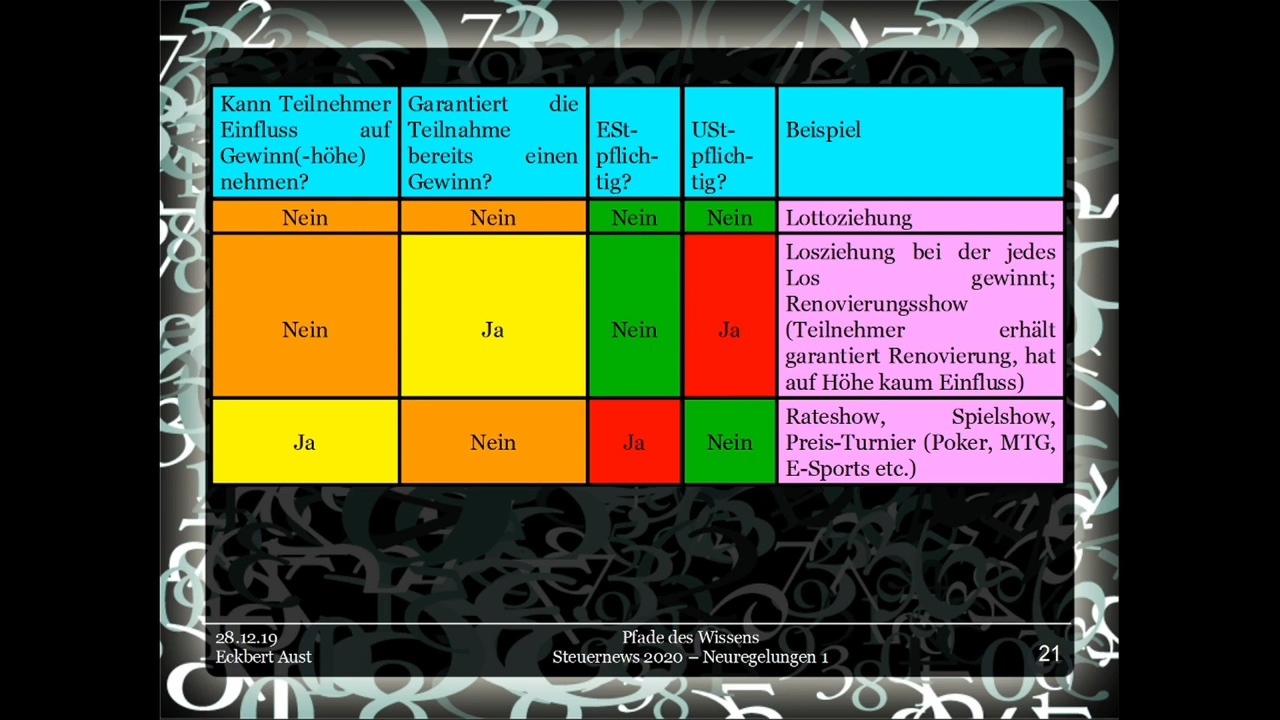 Kann Teilnehmer
Einfluss auf
Gewinn(-höhe)
nehmen?
Garantiert die
Teilnahme
bereits einen
Gewinn?
ESt-
pflich-
tig?
USt-
pflich-
tig?
Beispiel
Nein
Nein
Nein
Nein
Lottoziehung
Nein
Ja
Nein
Ja
Losziehung bei der jedes
Los gewinnt;
Renovierungsshow
(Teilnehmer erhält
garantiert Renovierung, hat
auf Höhe kaum Einfluss)
Ja
Nein
Ja
Nein
Rateshow, Spielshow,
Preis-Turnier (Poker, MTG,
E-Sports etc.)
28.12.19
Eckbert Aust
Pfade des Wissens
Steuernews 2020 – Neuregelungen 1
21